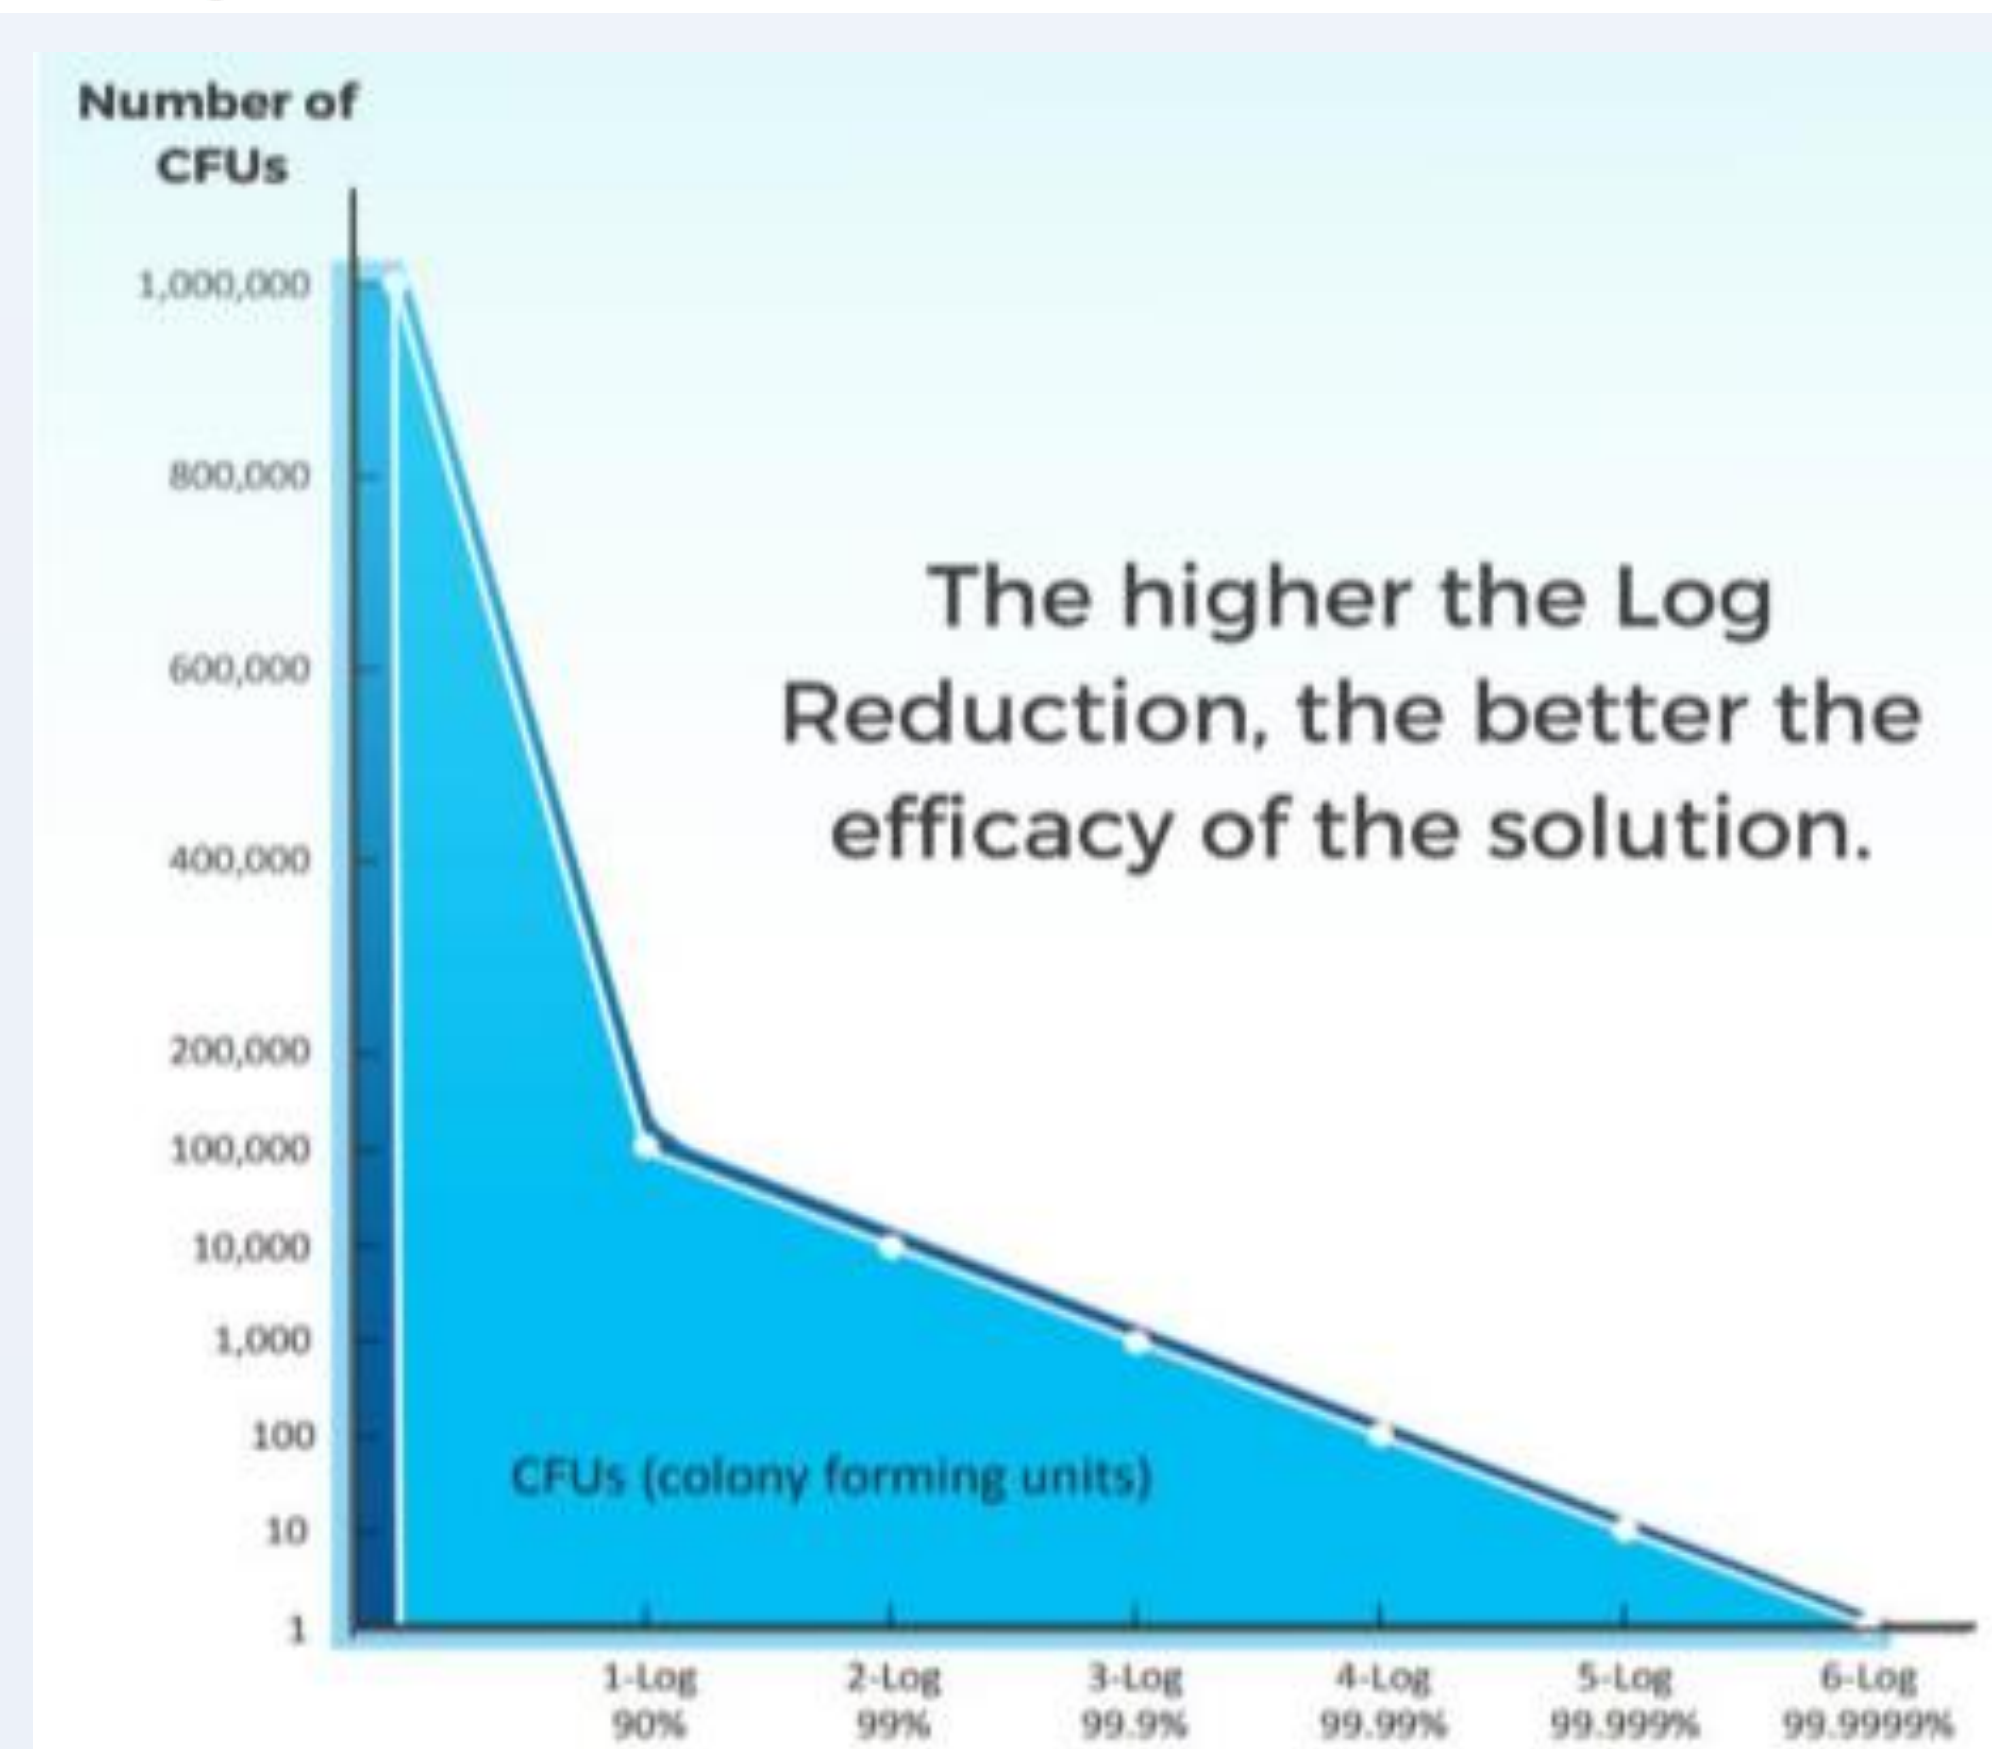 Number of
CFUs
1,000,000
800,000
600,000
400,000
200,000
100,000
10,000
1,000
100
10
1
The higher the Log
Reduction, the better the
efficacy of the solution.
CFUs (colony forming units)
1-Log 2-Log 3-Log 4-Log 5-Log 6-Log
90% 99% 99.9% 99.99% 99.999% 99.9999%